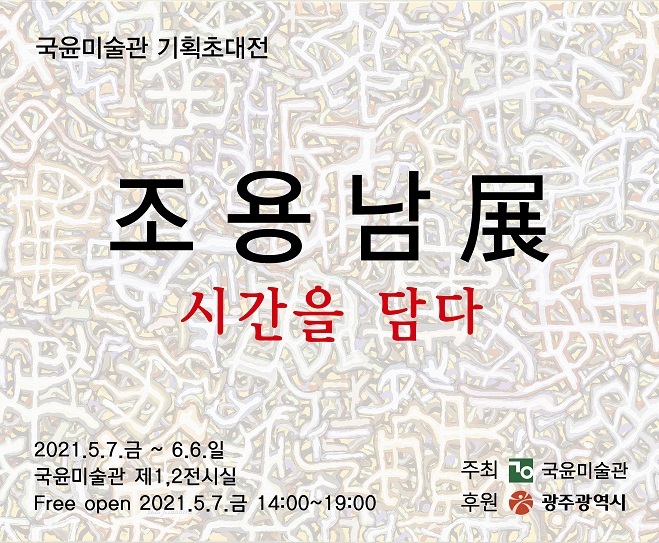 국윤미술관 기획초대전
조용남展
시간을 담다
2021.5.7.금 ~ 6.6.일
국윤미술관 제1,2전시실
Free open 2021.5.7.금 14:00~19:00
주최 국윤미술관
후원 광주광역시